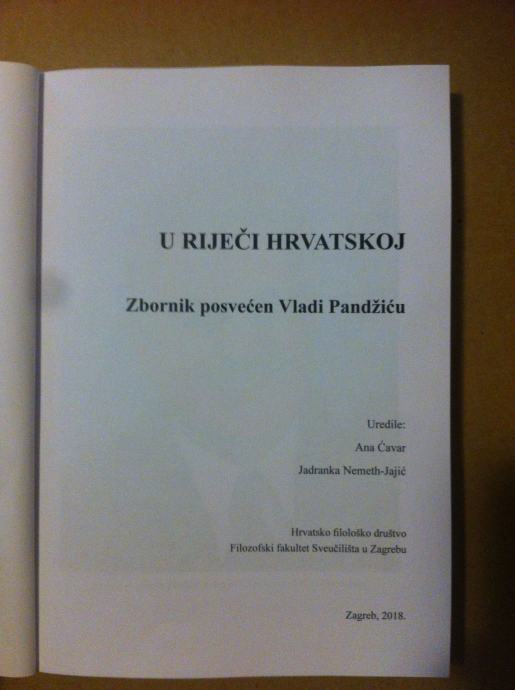 U RIJEČI HRVATSKOJ
Zbornik posvećen Vladi Pandžiću
Uredile:
Ana Ćavar
Jadranka Nemeth-Jajić
Hrvatsko filološko društvo
Filozofski fakultet Sveučilišta u Zagrebu
Zagreb, 2018.